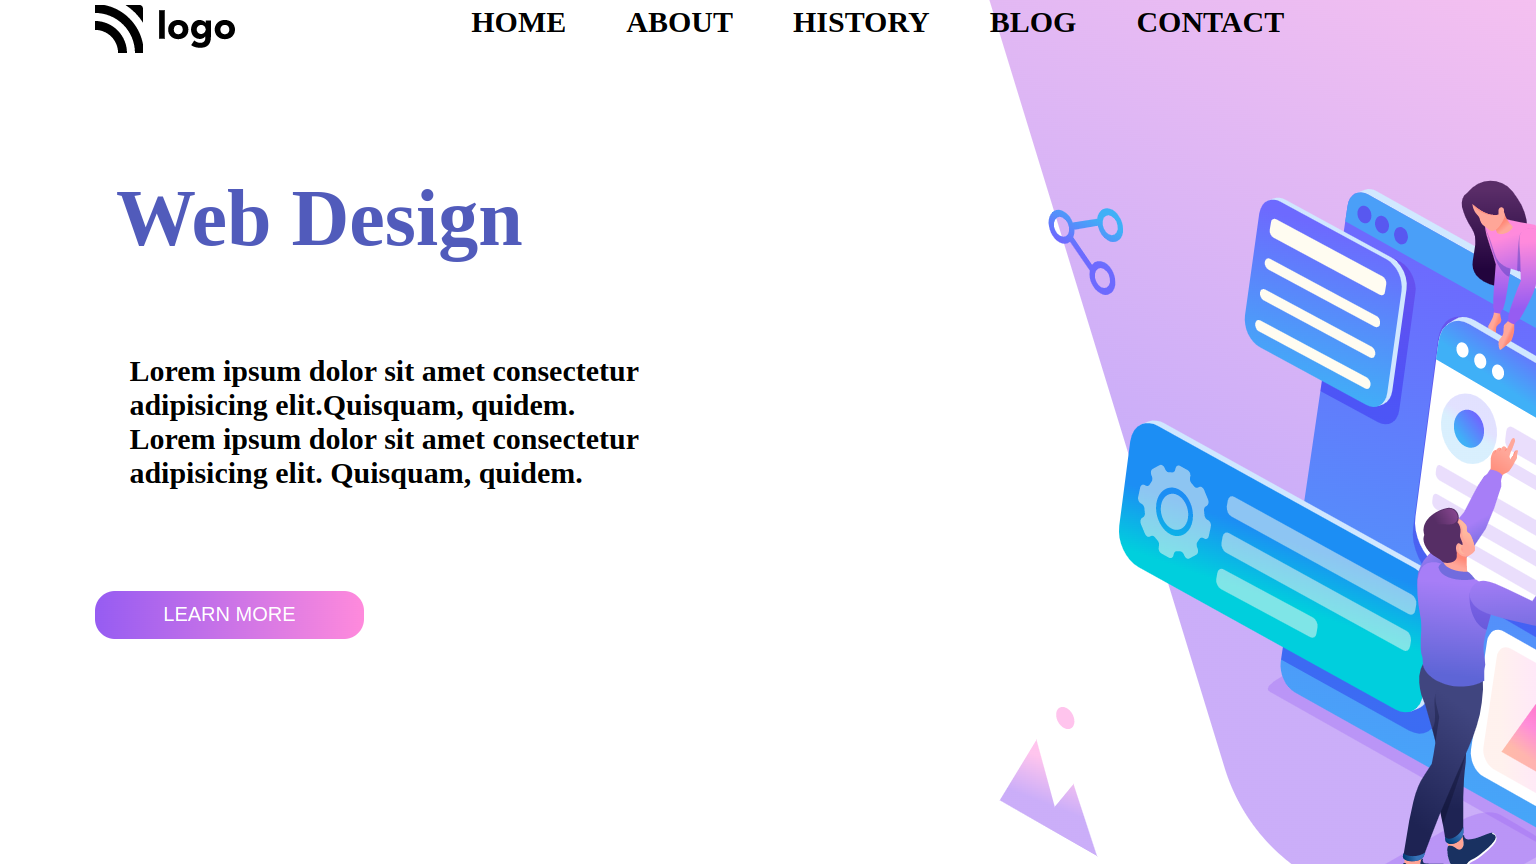 logo HOME ABOUT HISTORY BLOG CONTACT
Web Design
Lorem ipsum dolor sit amet consectetur
adipisicing elit.Quisquam, quidem.
Lorem ipsum dolor sit amet consectetur
adipisicing elit. Quisquam, quidem.
LEARN MORE